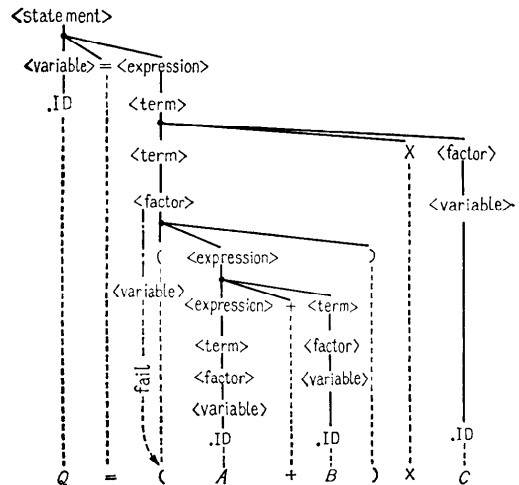 <statement>
<variable> = <expression>
.ID <term>
X <factor>
<term>
<variable>
<factor>
( <expression> )
<variable>
<expression> + <term>
<term> <factor>
fail
<factor> <variable>
<variable>
.ID .ID .ID
Q = ( A + B ) X C